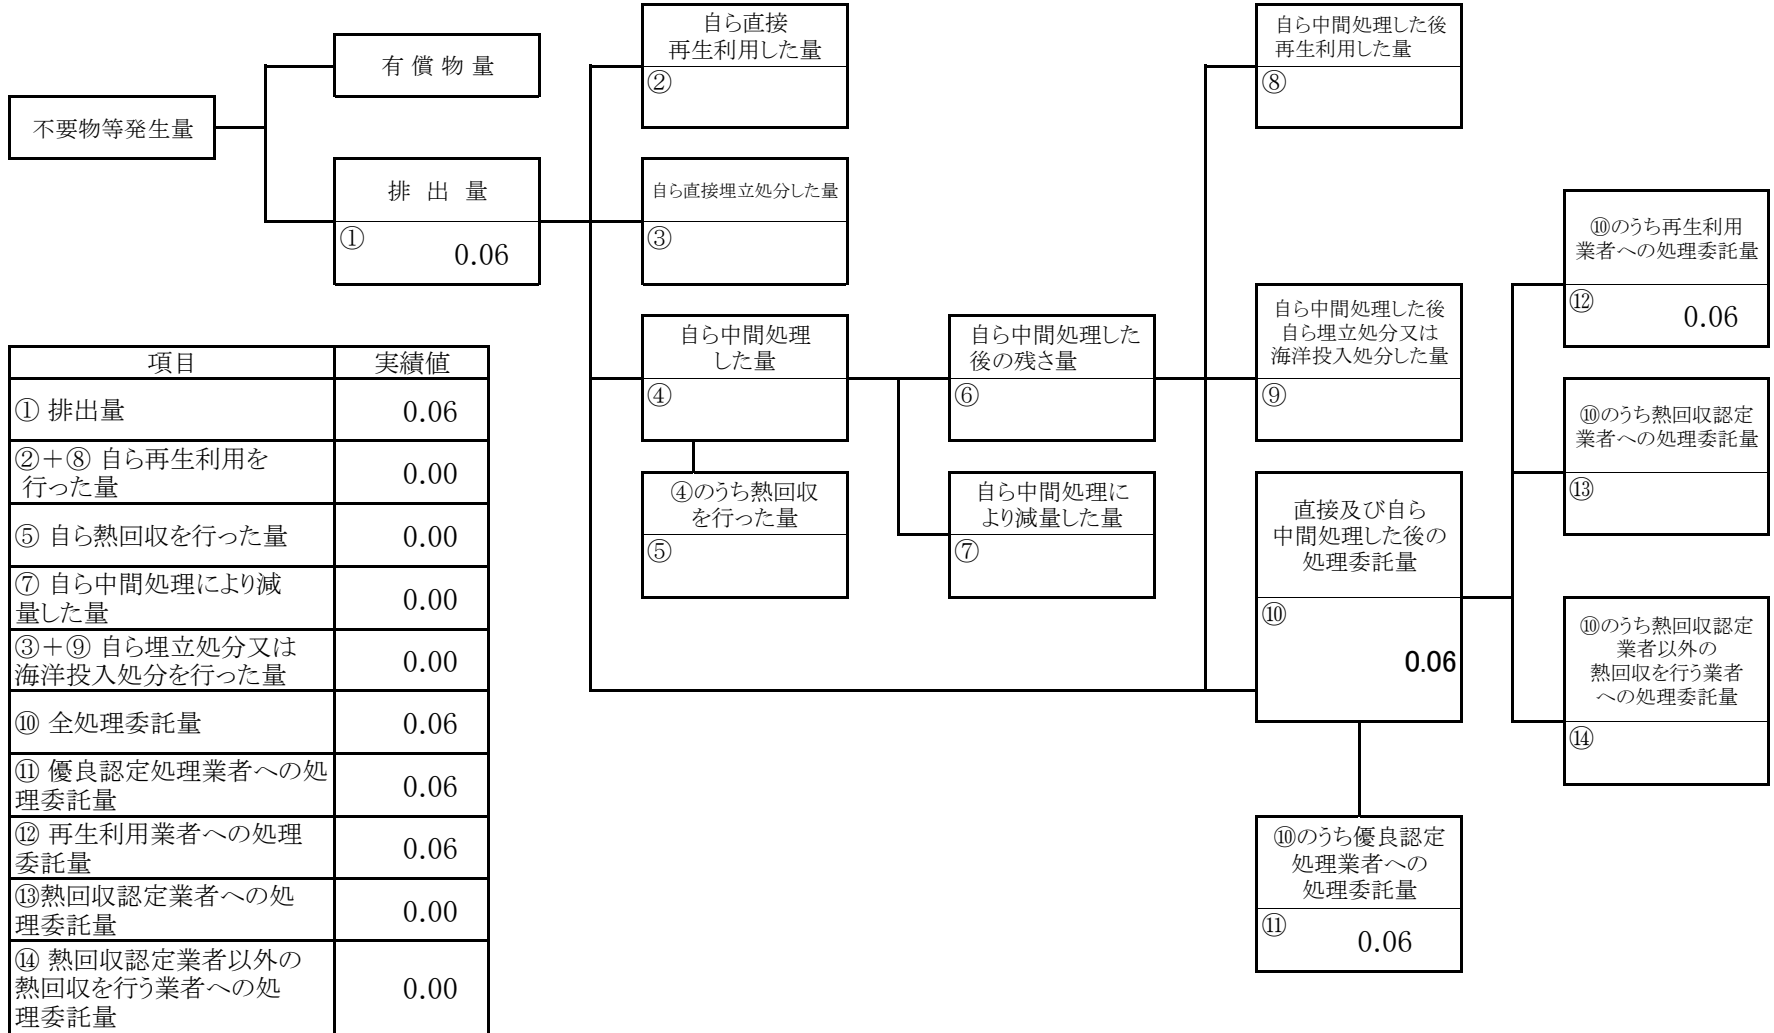 不要物等発生量
有 償 物 量
排 出 量
①
0.06
自ら直接
再生利用した量
②
自ら直接埋立処分した量
③
自ら中間処理
した量
④
④のうち熱回収
を行った量
⑤
自ら中間処理した
後の残さ量
⑥
自ら中間処理に
より減量した量
⑦
自ら中間処理した後
再生利用した量
⑧
自ら中間処理した後
自ら埋立処分又は
海洋投入処分した量
⑨
直接及び自ら
中間処理した後の
処理委託量
⑩
0.06
⑩のうち優良認定
処理業者への
処理委託量
⑪
0.06
⑩のうち再生利用
業者への処理委託量
⑫
0.06
⑩のうち熱回収認定
業者への処理委託量
⑬
⑩のうち熱回収認定
業者以外の
熱回収を行う業者
への処理委託量
⑭
項目 実績値
① 排出量 0.06
②+⑧ 自ら再生利用を
行った量 0.00
⑤ 自ら熱回収を行った量 0.00
⑦ 自ら中間処理により減
量した量 0.00
③+⑨ 自ら埋立処分又は
海洋投入処分を行った量 0.00
⑩ 全処理委託量 0.06
⑪ 優良認定処理業者への処
理委託量 0.06
⑫ 再生利用業者への処理
委託量 0.06
⑬熱回収認定業者への処
理委託量 0.00
⑭ 熱回収認定業者以外の
熱回収を行う業者への処
理委託量 0.00